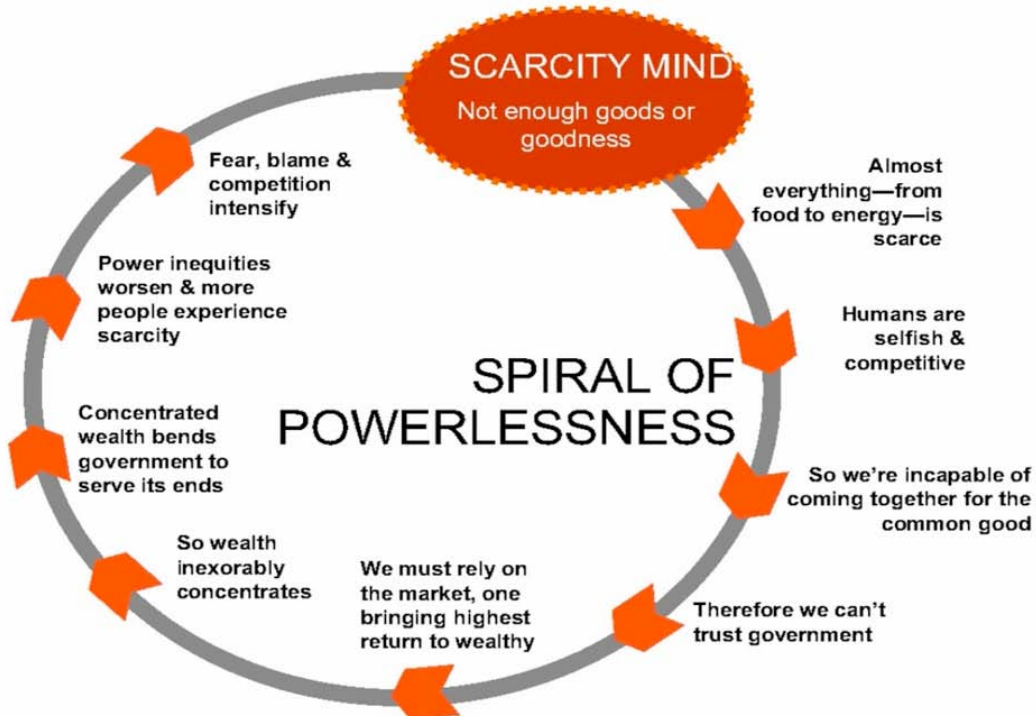 SCARCITY MIND
Not enough goods or
goodness
Almost
everything—from
food to energy—is
scarce
Humans are
selfish &
competitive
So we're incapable of
coming together for the
common good
Therefore we can't
trust government
We must rely on
the market, one
bringing highest
return to wealthy
So wealth
inexorably
concentrates
Concentrated
wealth bends
government to
serve its ends
Power inequities
worsen & more
people experience
scarcity
Fear, blame &
competition
intensify
SPIRAL OF
POWERLESSNESS